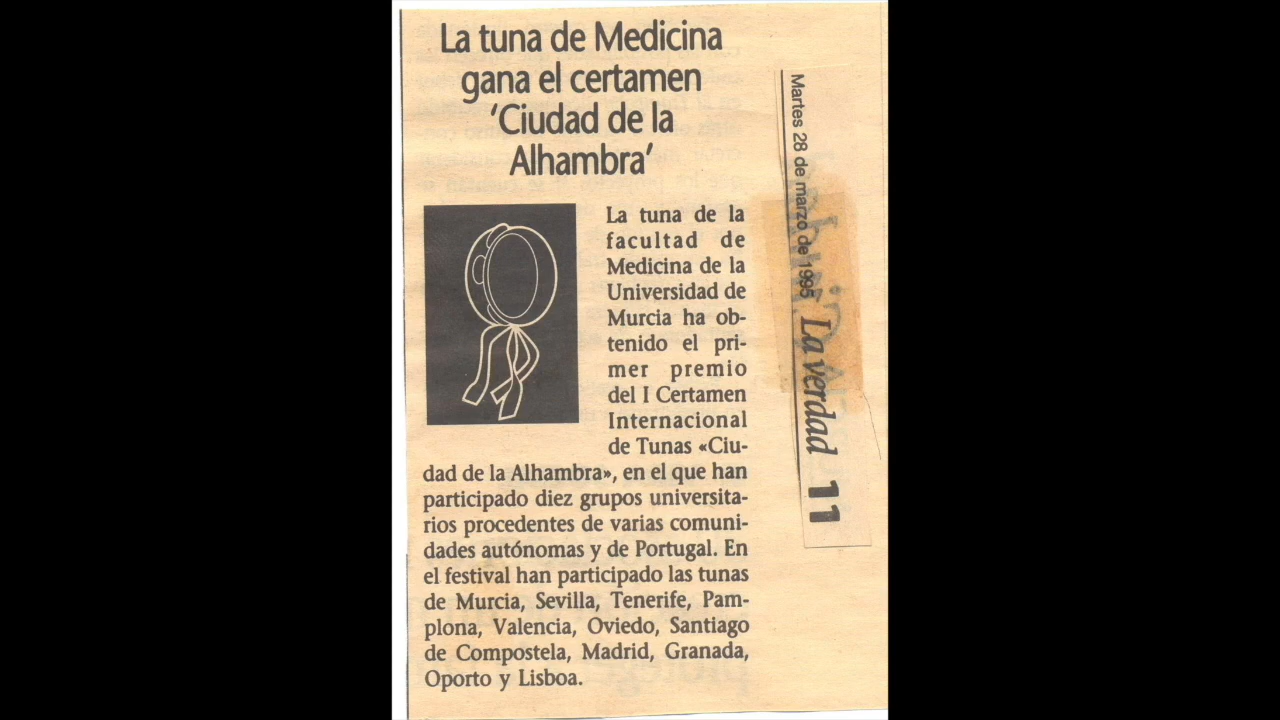 La tuna de Medicina
gana el certamen
‘Ciudad de la
Alhambra’
La tuna de la
facultad de
Medicina de la
Universidad de
Murcia ha ob-
tenido el pri-
mer premio
del I Certamen
Internacional
de Tunas «Ciu-
dad de la Alhambra», en el que han
participado diez grupos universita-
rios procedentes de varias comuni-
dades autónomas y de Portugal. En
el festival han participado las tunas
de Murcia, Sevilla, Tenerife, Pam-
plona, Valencia, Oviedo, Santiago
de Compostela, Madrid, Granada,
Oporto y Lisboa.
Martes 28 de marzo de 1995 La verdad 11